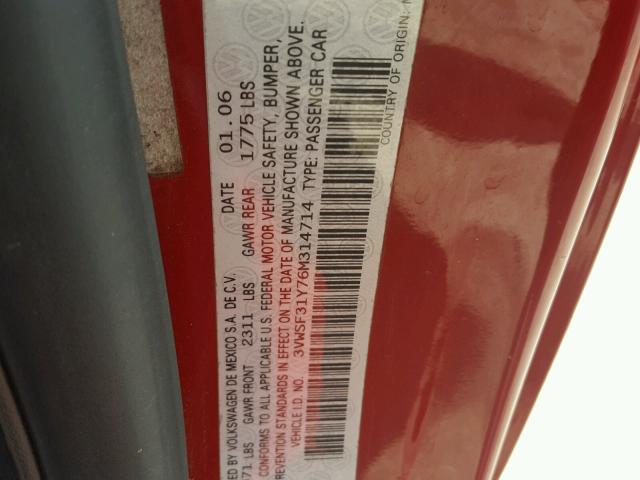 ED BY VOLKSWAGEN DE MEXICO S.A. DE C.V. DATE 01.06
71 LBS GAWR FRONT 2311 LBS GAWR REAR 1775 LBS
CONFORMS TO ALL APPLICABLE U.S. FEDERAL MOTOR VEHICLE SAFETY, BUMPER,
REVENTION STANDARDS IN EFFECT ON THE DATE OF MANUFACTURE SHOWN ABOVE.
VEHICLE I.D. NO. 3VWSF31Y76M314714 TYPE: PASSENGER CAR
COUNTRY OF ORIGIN: